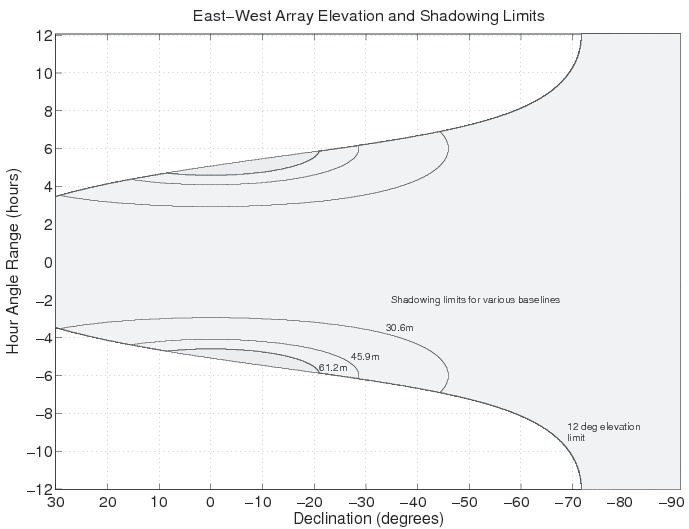 East–West Array Elevation and Shadowing Limits
12
10
8
6
4
2
0
−2
−4
−6
−8
−10
−12
Hour Angle Range (hours)
Shadowing limits for various baselines
30.6m
45.9m
61.2m
12 deg elevation
limit
30 20 10 0 −10 −20 −30 −40 −50 −60 −70 −80 −90
Declination (degrees)